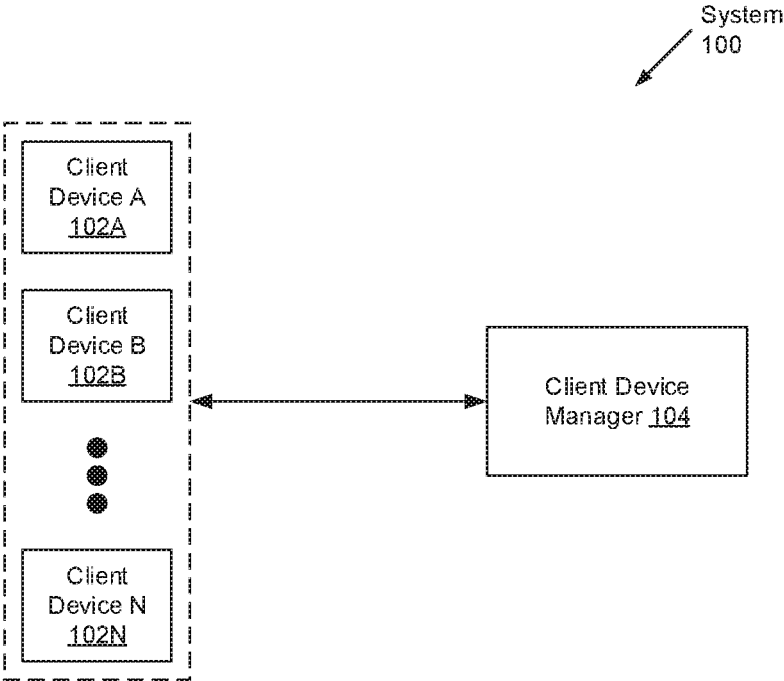 System
100
Client
Device A
102A
Client
Device B
102B
Client Device
Manager 104
Client
Device N
102N